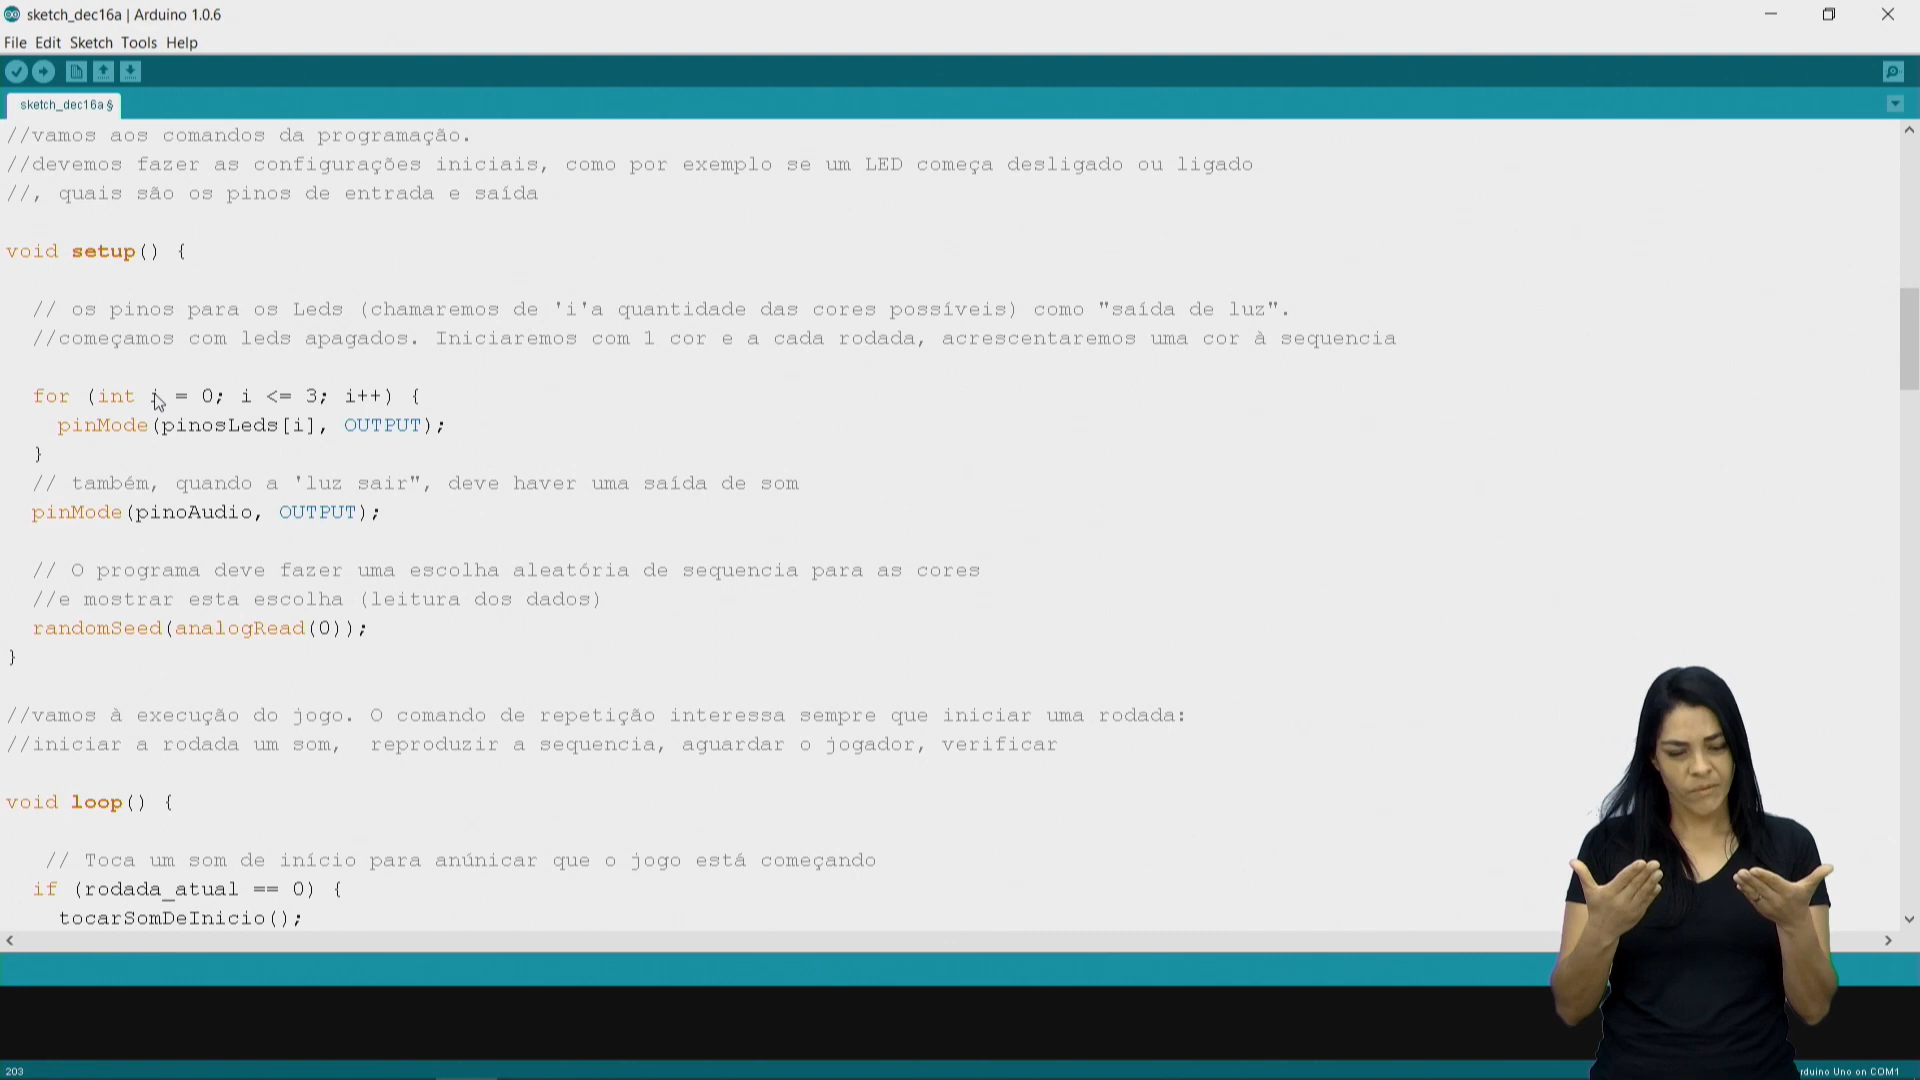 sketch_dec16a | Arduino 1.0.6
File Edit Sketch Tools Help
sketch_dec16a §
//vamos aos comandos da programação.
//devemos fazer as configurações iniciais, como por exemplo se um LED começa desligado ou ligado
//, quais são os pinos de entrada e saída
void setup() {
// os pinos para os Leds (chamaremos de 'i'a quantidade das cores possíveis) como "saída de luz".
//começamos com leds apagados. Iniciaremos com 1 cor e a cada rodada, acrescentaremos uma cor à sequencia
for (int i = 0; i <= 3; i++) {
pinMode(pinosLeds[i], OUTPUT);
}
// também, quando a 'luz sair", deve haver uma saída de som
pinMode(pinoAudio, OUTPUT);
// O programa deve fazer uma escolha aleatória de sequencia para as cores
//e mostrar esta escolha (leitura dos dados)
randomSeed(analogRead(0));
}
//vamos à execução do jogo. O comando de repetição interessa sempre que iniciar uma rodada:
//iniciar a rodada um som,  reproduzir a sequencia, aguardar o jogador, verificar
void loop() {
// Toca um som de início para anúnicar que o jogo está começando
if (rodada_atual == 0) {
tocarSomDeInicio();
203
rduino Uno on COM1